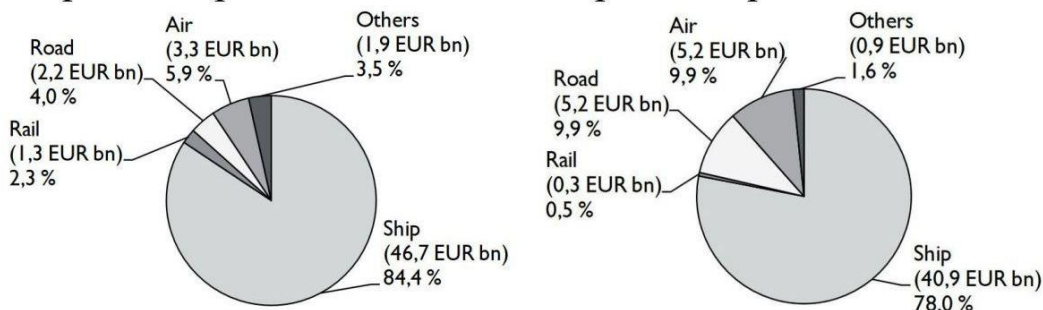 Air
(3,3 EUR bn)
5,9 %
Others
(1,9 EUR bn)
3,5 %
Road
(2,2 EUR bn)
4,0 %
Rail
(1,3 EUR bn)
2,3 %
Ship
(46,7 EUR bn)
84,4 %
Air
(5,2 EUR bn)
9,9 %
Others
(0,9 EUR bn)
1,6 %
Road
(5,2 EUR bn)
9,9 %
Rail
(0,3 EUR bn)
0,5 %
Ship
(40,9 EUR bn)
78,0 %